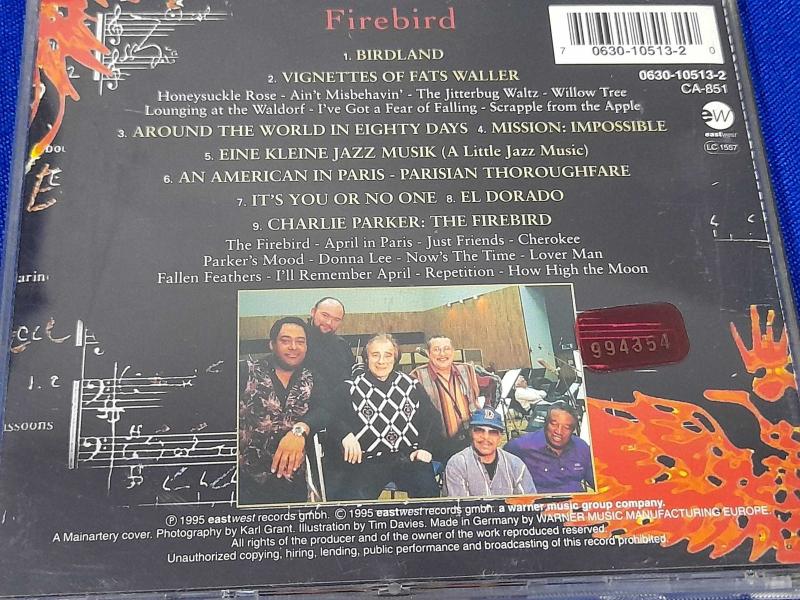 Firebird
1. BIRDLAND
2. VIGNETTES OF FATS WALLER
Honeysuckle Rose - Ain't Misbehavin' - The Jitterbug Waltz - Willow Tree
Lounging at the Waldorf - I've Got a Fear of Falling - Scrapple from the Apple
3. AROUND THE WORLD IN EIGHTY DAYS 4. MISSION: IMPOSSIBLE
5. EINE KLEINE JAZZ MUSIK (A Little Jazz Music)
6. AN AMERICAN IN PARIS - PARISIAN THOROUGHFARE
7. IT'S YOU OR NO ONE 8. EL DORADO
9. CHARLIE PARKER: THE FIREBIRD
The Firebird - April in Paris - Just Friends - Cherokee
Parker's Mood - Donna Lee - Now's The Time - Lover Man
Fallen Feathers - I'll Remember April - Repetition - How High the Moon
7 0630-10513-2 0
0630-10513-2
CA-851
ew
eastwest
LC 1557
1. 2
ssoons
994354
℗ 1995 eastwest records gmbh. © 1995 eastwest records gmbh. a warner music group company.
A Mainartery cover. Photography by Karl Grant. Illustration by Tim Davies. Made in Germany by WARNER MUSIC MANUFACTURING EUROPE.
All rights of the producer and of the owner of the work reproduced reserved.
Unauthorized copying, hiring, lending, public performance and broadcasting of this record prohibited.